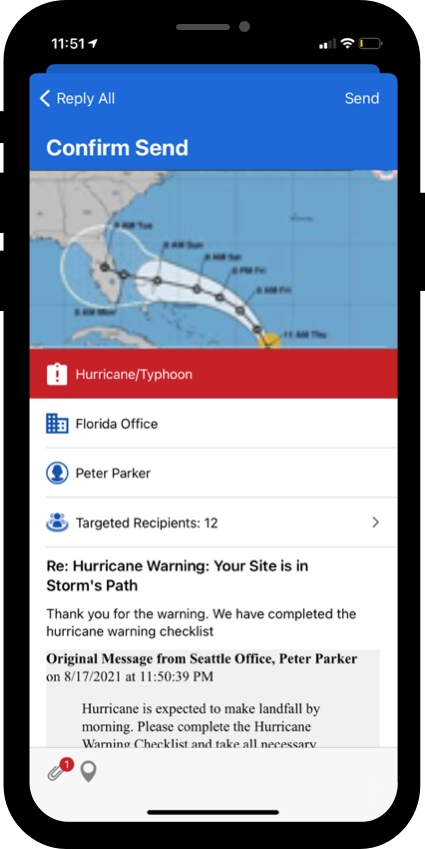 11:51
Reply All
Send
Confirm Send
8 AM Tue
8 AM Sun
8 AM Sat
8 PM Fri
8 AM Fri
8 AM Mon
11 AM Thu
Hurricane/Typhoon
Florida Office
Peter Parker
Targeted Recipients: 12
Re: Hurricane Warning: Your Site is in
Storm's Path
Thank you for the warning. We have completed the
hurricane warning checklist
Original Message from Seattle Office, Peter Parker
on 8/17/2021 at 11:50:39 PM
Hurricane is expected to make landfall by
morning. Please complete the Hurricane
Warning Checklist and take all necessary
1